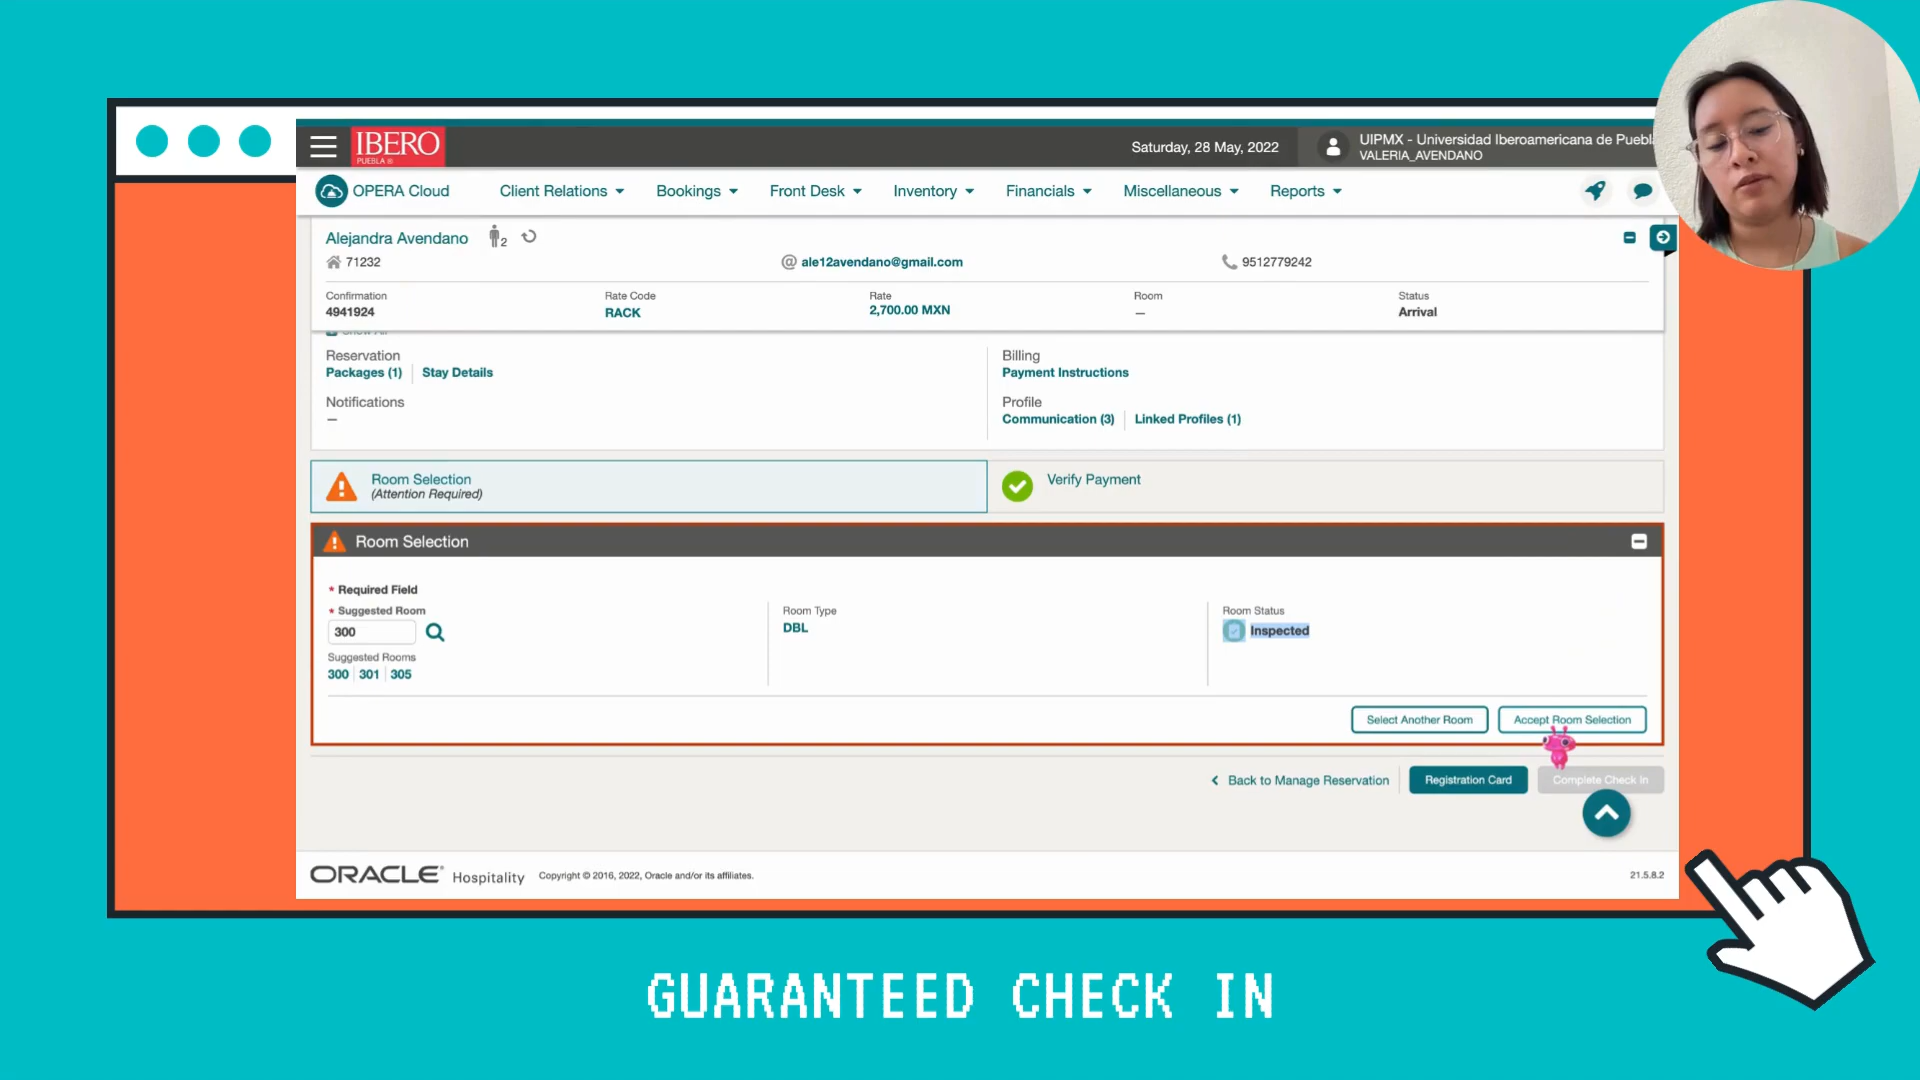 IBERO
PUEBLA ®
Saturday, 28 May, 2022
UIPMX - Universidad Iberoamericana de Puebl
VALERIA_AVENDANO
OPERA Cloud
Client Relations
Bookings
Front Desk
Inventory
Financials
Miscellaneous
Reports
Alejandra Avendano
2
71232
@ ale12avendano@gmail.com
9512779242
Confirmation
4941924
Rate Code
RACK
Rate
2,700.00 MXN
Room
—
Status
Arrival
Reservation
Packages (1)
Stay Details
Notifications
—
Billing
Payment Instructions
Profile
Communication (3)
Linked Profiles (1)
Room Selection
(Attention Required)
Verify Payment
Room Selection
* Required Field
* Suggested Room
300
Suggested Rooms
300 301 305
Room Type
DBL
Room Status
Inspected
Select Another Room
Accept Room Selection
Back to Manage Reservation
Registration Card
Complete Check In
ORACLE® Hospitality
Copyright © 2016, 2022, Oracle and/or its affiliates.
21.5.8.2
GUARANTEED CHECK IN